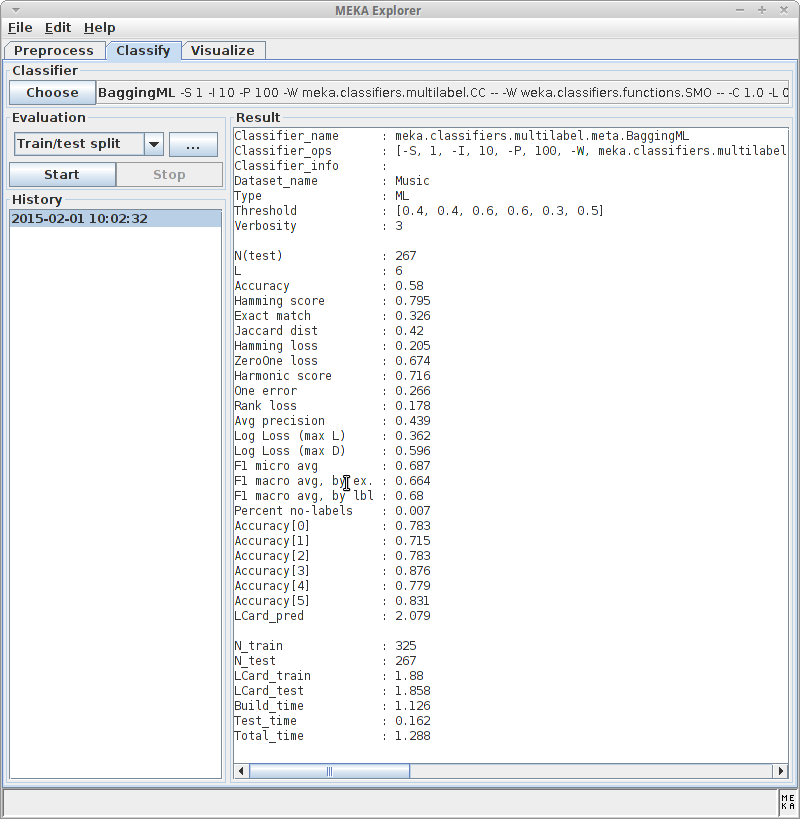 MEKA Explorer
File Edit Help
Preprocess Classify Visualize
Classifier
Choose BaggingML -S 1 -I 10 -P 100 -W meka.classifiers.multilabel.CC -- -W weka.classifiers.functions.SMO -- -C 1.0 -L 0
Evaluation
Train/test split ...
Start Stop
History
2015-02-01 10:02:32
Result
Classifier_name : meka.classifiers.multilabel.meta.BaggingML
Classifier_ops : [-S, 1, -I, 10, -P, 100, -W, meka.classifiers.multilabel
Classifier_info :
Dataset_name : Music
Type : ML
Threshold : [0.4, 0.4, 0.6, 0.6, 0.3, 0.5]
Verbosity : 3
N(test) : 267
L : 6
Accuracy : 0.58
Hamming score : 0.795
Exact match : 0.326
Jaccard dist : 0.42
Hamming loss : 0.205
ZeroOne loss : 0.674
Harmonic score : 0.716
One error : 0.266
Rank loss : 0.178
Avg precision : 0.439
Log Loss (max L) : 0.362
Log Loss (max D) : 0.596
F1 micro avg : 0.687
F1 macro avg, by ex. : 0.664
F1 macro avg, by lbl : 0.68
Percent no-labels : 0.007
Accuracy[0] : 0.783
Accuracy[1] : 0.715
Accuracy[2] : 0.783
Accuracy[3] : 0.876
Accuracy[4] : 0.779
Accuracy[5] : 0.831
LCard_pred : 2.079
N_train : 325
N_test : 267
LCard_train : 1.88
LCard_test : 1.858
Build_time : 1.126
Test_time : 0.162
Total_time : 1.288
ME
KA